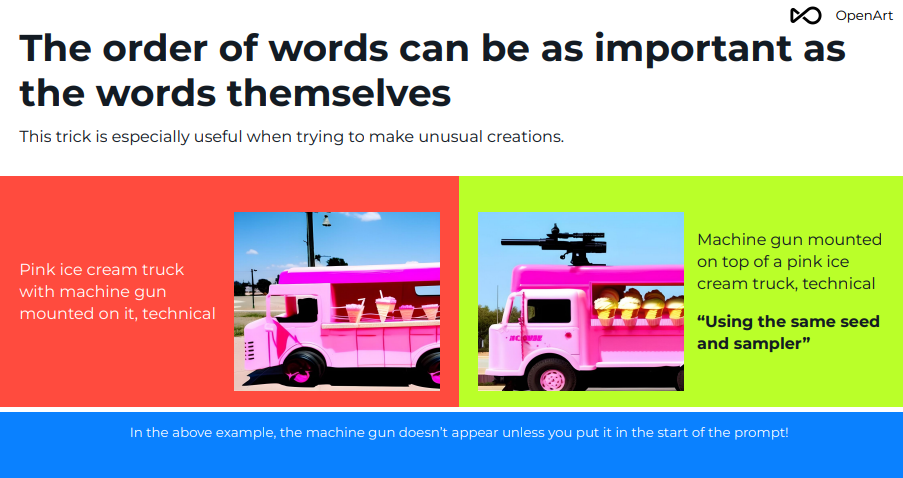 OpenArt
The order of words can be as important as
the words themselves
This trick is especially useful when trying to make unusual creations.
Pink ice cream truck
with machine gun
mounted on it, technical
Machine gun mounted
on top of a pink ice
cream truck, technical
“Using the same seed
and sampler”
In the above example, the machine gun doesn’t appear unless you put it in the start of the prompt!